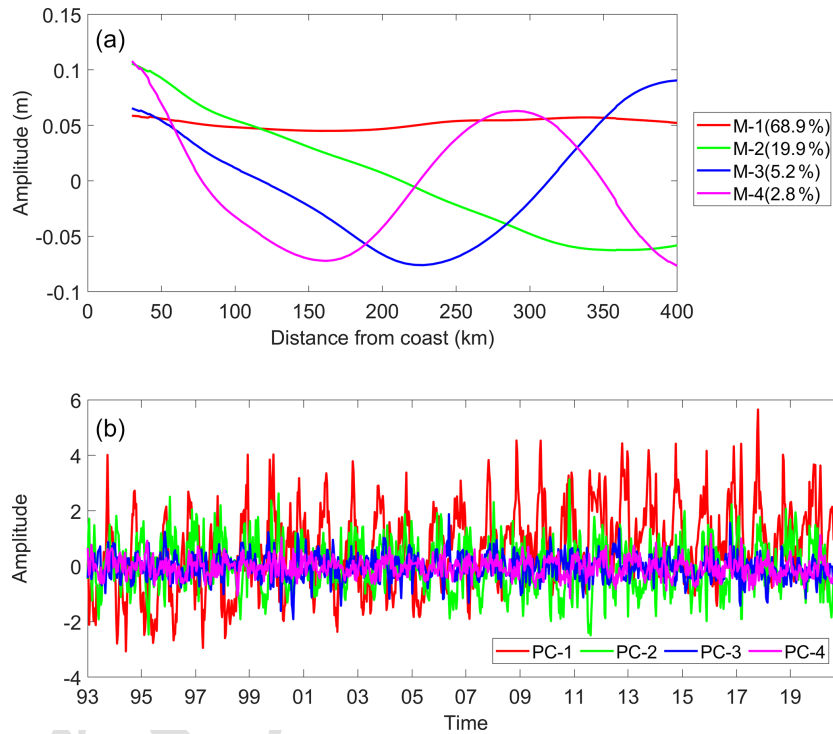 (a)
0.15
0.1
0.05
0
-0.05
-0.1
Amplitude (m)
0 50 100 150 200 250 300 350 400
Distance from coast (km)
M-1(68.9%)
M-2(19.9%)
M-3(5.2%)
M-4(2.8%)
(b)
6
4
2
0
-2
-4
Amplitude
PC-1 PC-2 PC-3 PC-4
93 95 97 99 01 03 05 07 09 11 13 15 17 19
Time